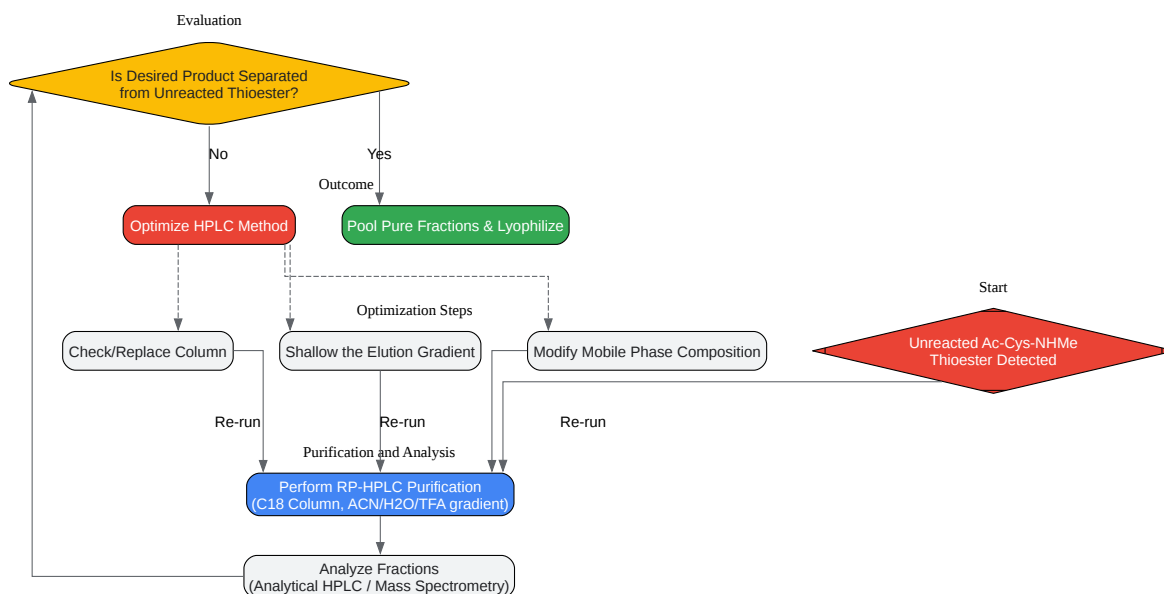 Evaluation
Is Desired Product Separated
from Unreacted Thioester?
No
Yes
Outcome
Optimize HPLC Method
Pool Pure Fractions & Lyophilize
Start
Optimization Steps
Check/Replace Column
Shallow the Elution Gradient
Modify Mobile Phase Composition
Unreacted Ac-Cys-NHMe
Thioester Detected
Re-run
Re-run
Re-run
Purification and Analysis
Perform RP-HPLC Purification
(C18 Column, ACN/H2O/TFA gradient)
Analyze Fractions
(Analytical HPLC / Mass Spectrometry)